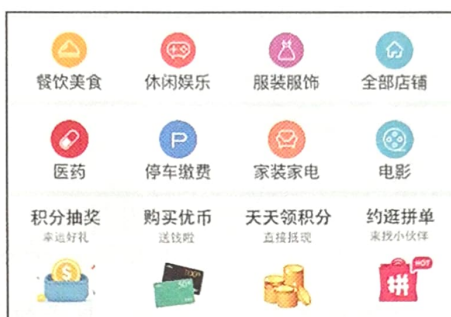 餐饮美食 休闲娱乐 服装服饰 全部店铺
P
医药 停车缴费 家装家电 电影
积分抽奖 购买优币 天天领积分 约逛拼单
幸运好礼 送钱啦 直接抵现 来找小伙伴
HOT
拼